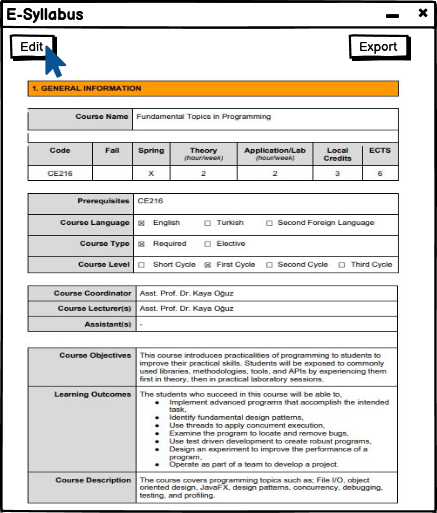 E-Syllabus
Edit
Export
1. GENERAL INFORMATION
Course Name Fundamental Topics in Programming
Code Fall Spring Theory (hour/week) Application/Lab (hour/week) Local Credits ECTS
CE216 X 2 2 3 6
Prerequisites CE216
Course Language ☒ English ☐ Turkish ☐ Second Foreign Language
Course Type ☒ Required ☐ Elective
Course Level ☐ Short Cycle ☒ First Cycle ☐ Second Cycle ☐ Third Cycle
Course Coordinator Asst. Prof. Dr. Kaya Oğuz
Course Lecturer(s) Asst. Prof. Dr. Kaya Oğuz
Assistant(s) -
Course Objectives This course introduces practicalities of programming to students to
improve their practical skills. Students will be exposed to commonly
used libraries, methodologies, tools, and APIs by experiencing them
first in theory, then in practical laboratory sessions.
Learning Outcomes The students who succeed in this course will be able to,
• Implement advanced programs that accomplish the intended
task,
• Identify fundamental design patterns,
• Use threads to apply concurrent execution,
• Examine the program to locate and remove bugs,
• Use test driven development to create robust programs,
• Design an experiment to improve the performance of a
program,
• Operate as part of a team to develop a project.
Course Description The course covers programming topics such as; File I/O, object
oriented design, JavaFX, design patterns, concurrency, debugging,
testing, and profiling.